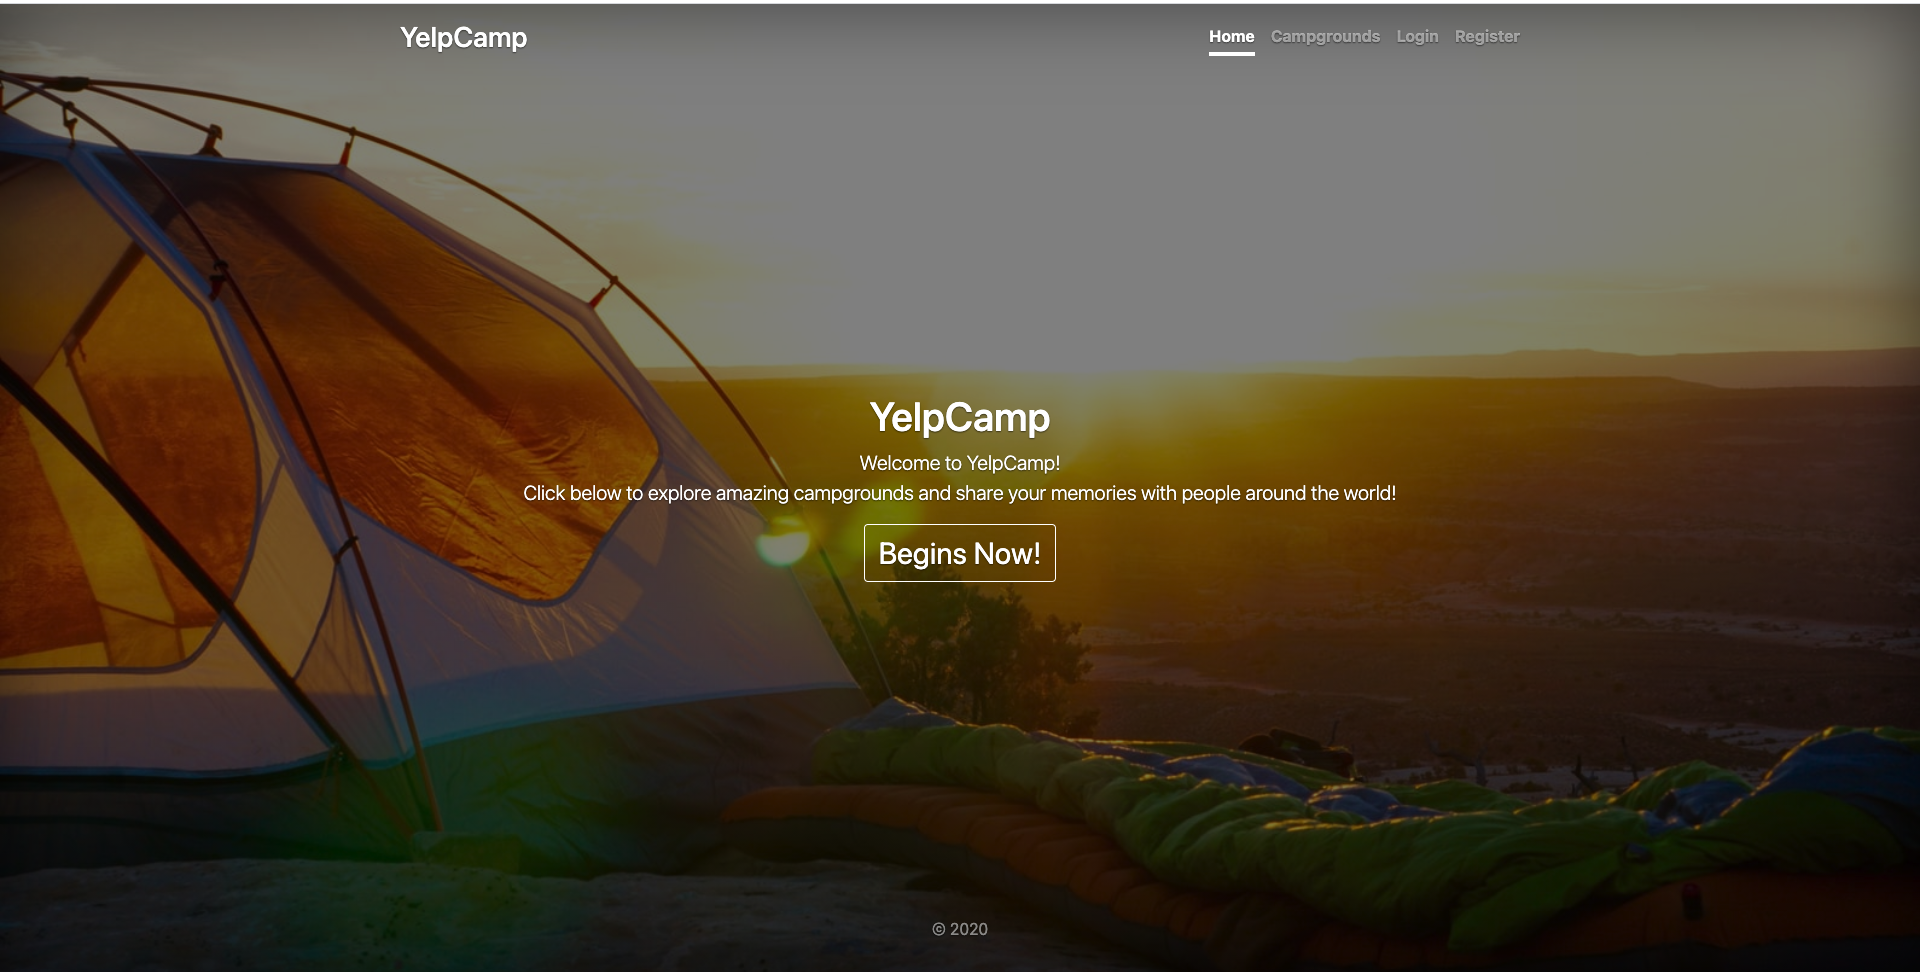 YelpCamp
Home Campgrounds Login Register
YelpCamp
Welcome to YelpCamp!
Click below to explore amazing campgrounds and share your memories with people around the world!
Begins Now!
© 2020